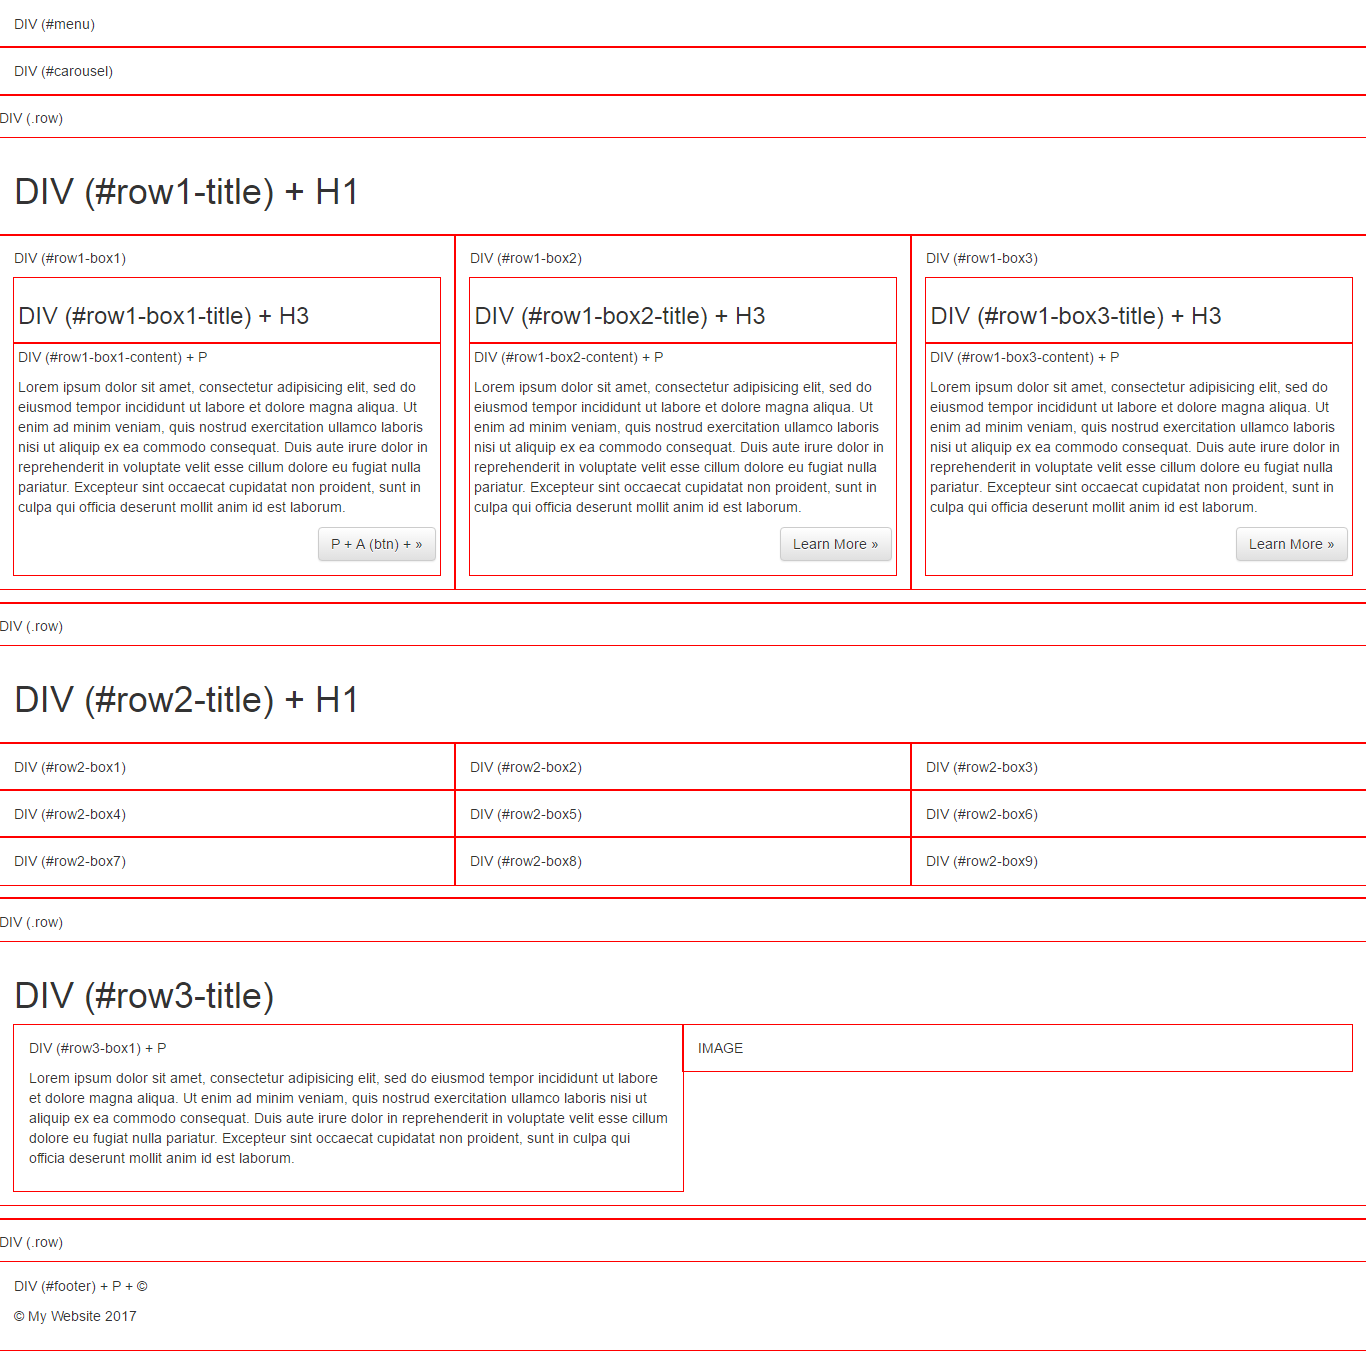 DIV (#menu)
DIV (#carousel)
DIV (.row)
DIV (#row1-title) + H1
DIV (#row1-box1)
DIV (#row1-box1-title) + H3
DIV (#row1-box1-content) + P
Lorem ipsum dolor sit amet, consectetur adipisicing elit, sed do
eiusmod tempor incididunt ut labore et dolore magna aliqua. Ut
enim ad minim veniam, quis nostrud exercitation ullamco laboris
nisi ut aliquip ex ea commodo consequat. Duis aute irure dolor in
reprehenderit in voluptate velit esse cillum dolore eu fugiat nulla
pariatur. Excepteur sint occaecat cupidatat non proident, sunt in
culpa qui officia deserunt mollit anim id est laborum.
P + A (btn) + »
DIV (#row1-box2)
DIV (#row1-box2-title) + H3
DIV (#row1-box2-content) + P
Lorem ipsum dolor sit amet, consectetur adipisicing elit, sed do
eiusmod tempor incididunt ut labore et dolore magna aliqua. Ut
enim ad minim veniam, quis nostrud exercitation ullamco laboris
nisi ut aliquip ex ea commodo consequat. Duis aute irure dolor in
reprehenderit in voluptate velit esse cillum dolore eu fugiat nulla
pariatur. Excepteur sint occaecat cupidatat non proident, sunt in
culpa qui officia deserunt mollit anim id est laborum.
Learn More »
DIV (#row1-box3)
DIV (#row1-box3-title) + H3
DIV (#row1-box3-content) + P
Lorem ipsum dolor sit amet, consectetur adipisicing elit, sed do
eiusmod tempor incididunt ut labore et dolore magna aliqua. Ut
enim ad minim veniam, quis nostrud exercitation ullamco laboris
nisi ut aliquip ex ea commodo consequat. Duis aute irure dolor in
reprehenderit in voluptate velit esse cillum dolore eu fugiat nulla
pariatur. Excepteur sint occaecat cupidatat non proident, sunt in
culpa qui officia deserunt mollit anim id est laborum.
Learn More »
DIV (.row)
DIV (#row2-title) + H1
DIV (#row2-box1)
DIV (#row2-box2)
DIV (#row2-box3)
DIV (#row2-box4)
DIV (#row2-box5)
DIV (#row2-box6)
DIV (#row2-box7)
DIV (#row2-box8)
DIV (#row2-box9)
DIV (.row)
DIV (#row3-title)
DIV (#row3-box1) + P
Lorem ipsum dolor sit amet, consectetur adipisicing elit, sed do eiusmod tempor incididunt ut labore
et dolore magna aliqua. Ut enim ad minim veniam, quis nostrud exercitation ullamco laboris nisi ut
aliquip ex ea commodo consequat. Duis aute irure dolor in reprehenderit in voluptate velit esse cillum
dolore eu fugiat nulla pariatur. Excepteur sint occaecat cupidatat non proident, sunt in culpa qui
officia deserunt mollit anim id est laborum.
IMAGE
DIV (.row)
DIV (#footer) + P + ©
© My Website 2017